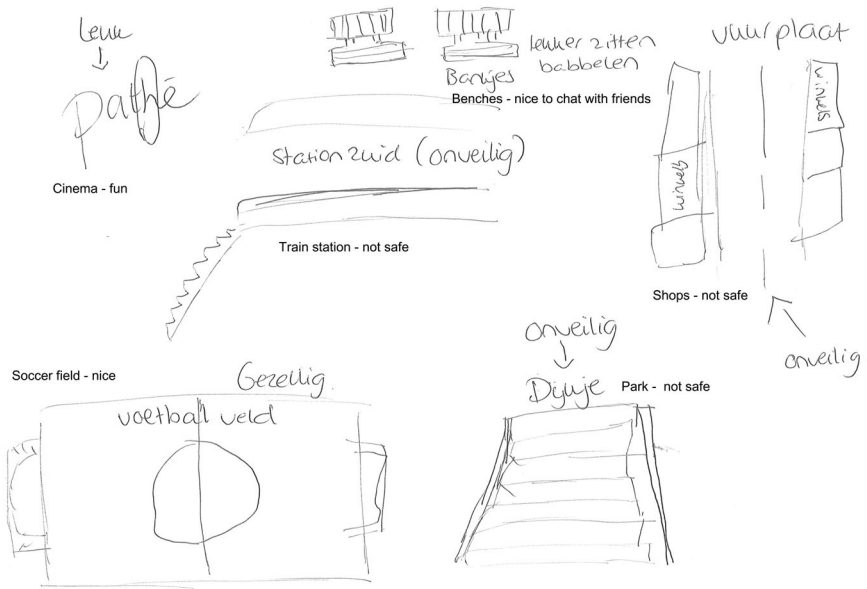 Leuk
pathé
Cinema - fun
Bankjes
Lekker zitten
babbelen
Benches - nice to chat with friends
vuurplaat
winkels
winkels
Shops - not safe
onveilig
Station zuid (onveilig)
Train station - not safe
Soccer field - nice
Gezellig
voetbal veld
onveilig
Dijkje
Park - not safe